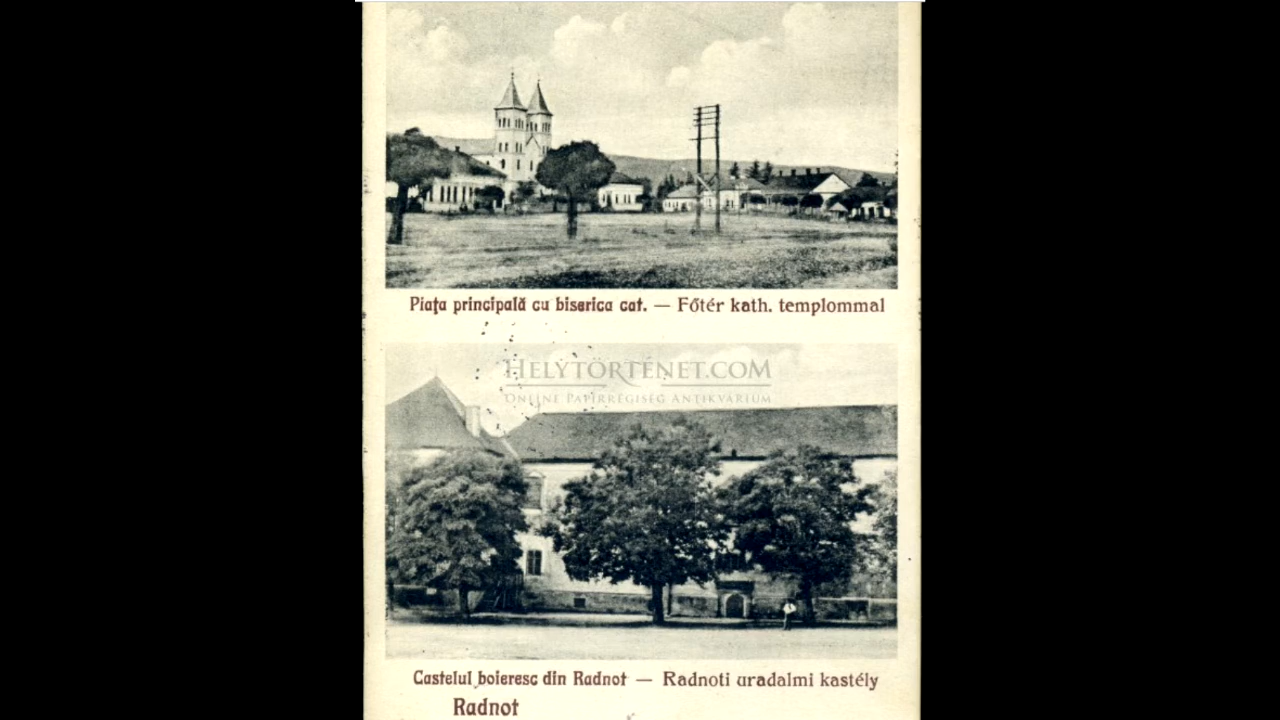 Piața principală cu biserica cat. — Főtér kath. templommal
HELYTÖRTÉNET.COM
ONLINE PAPÍRRÉGISÉG ANTIKVÁRIUM
Castelul boieresc din Radnot — Radnoti uradalmi kastély
Radnot